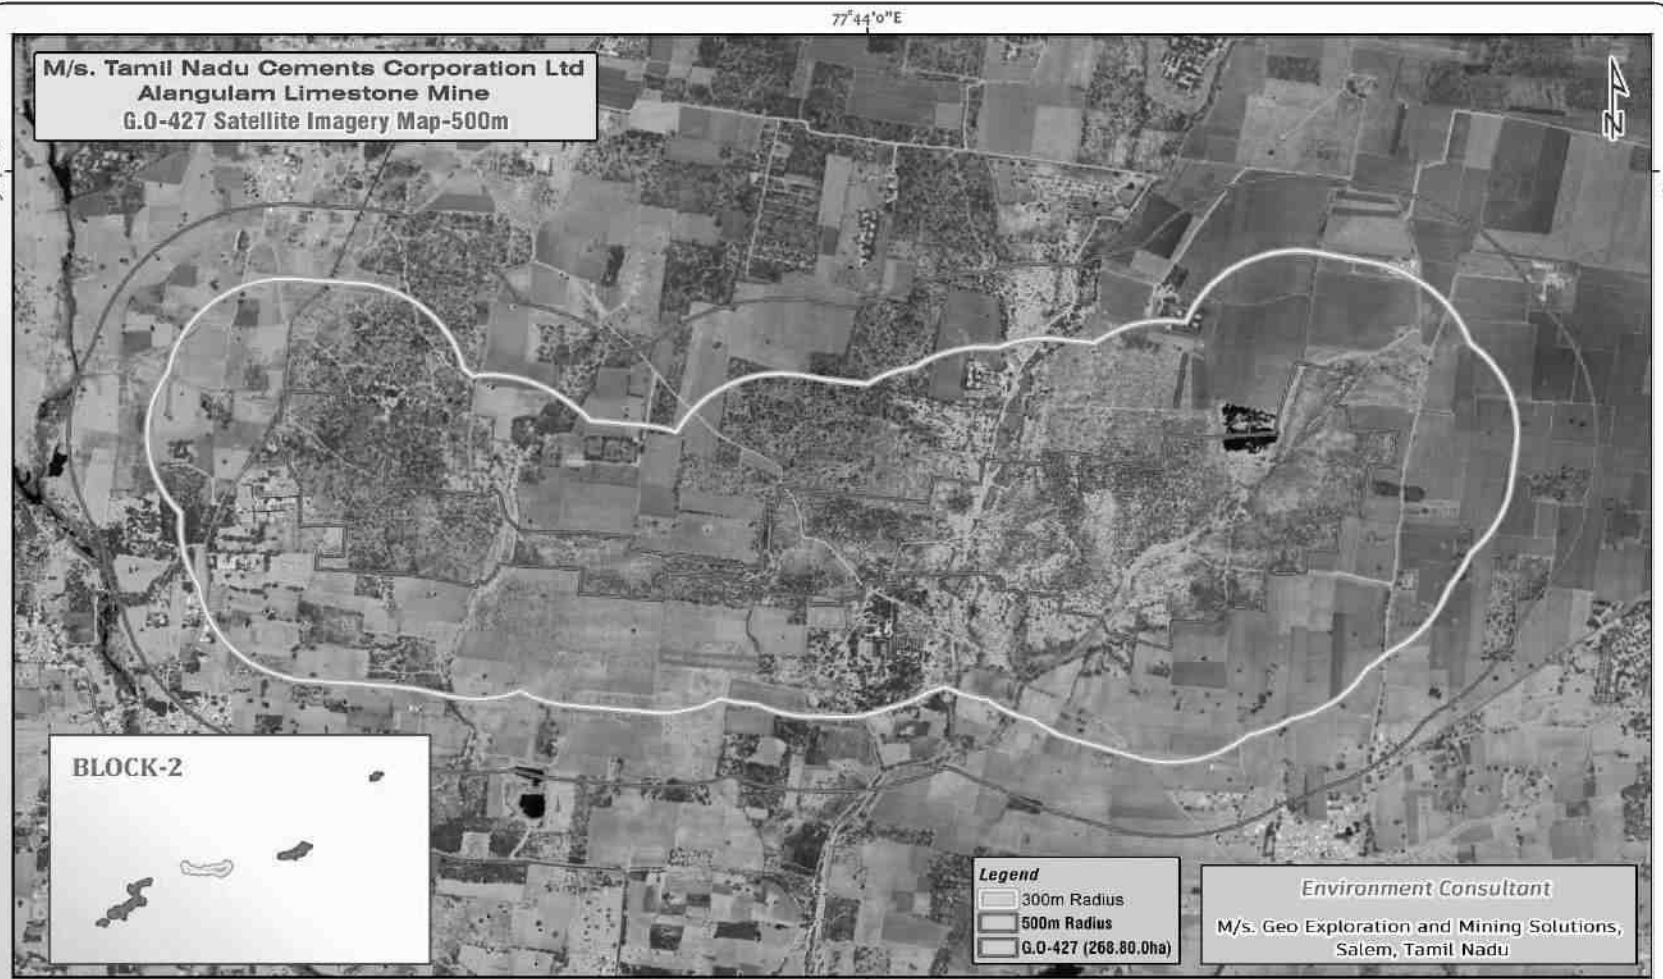 77°44'0"E
M/s. Tamil Nadu Cements Corporation Ltd
Alangulam Limestone Mine
G.O-427 Satellite Imagery Map-500m
N
BLOCK-2
Legend
300m Radius
500m Radius
G.O-427 (268.80.0ha)
Environment Consultant
M/s. Geo Exploration and Mining Solutions,
Salem, Tamil Nadu